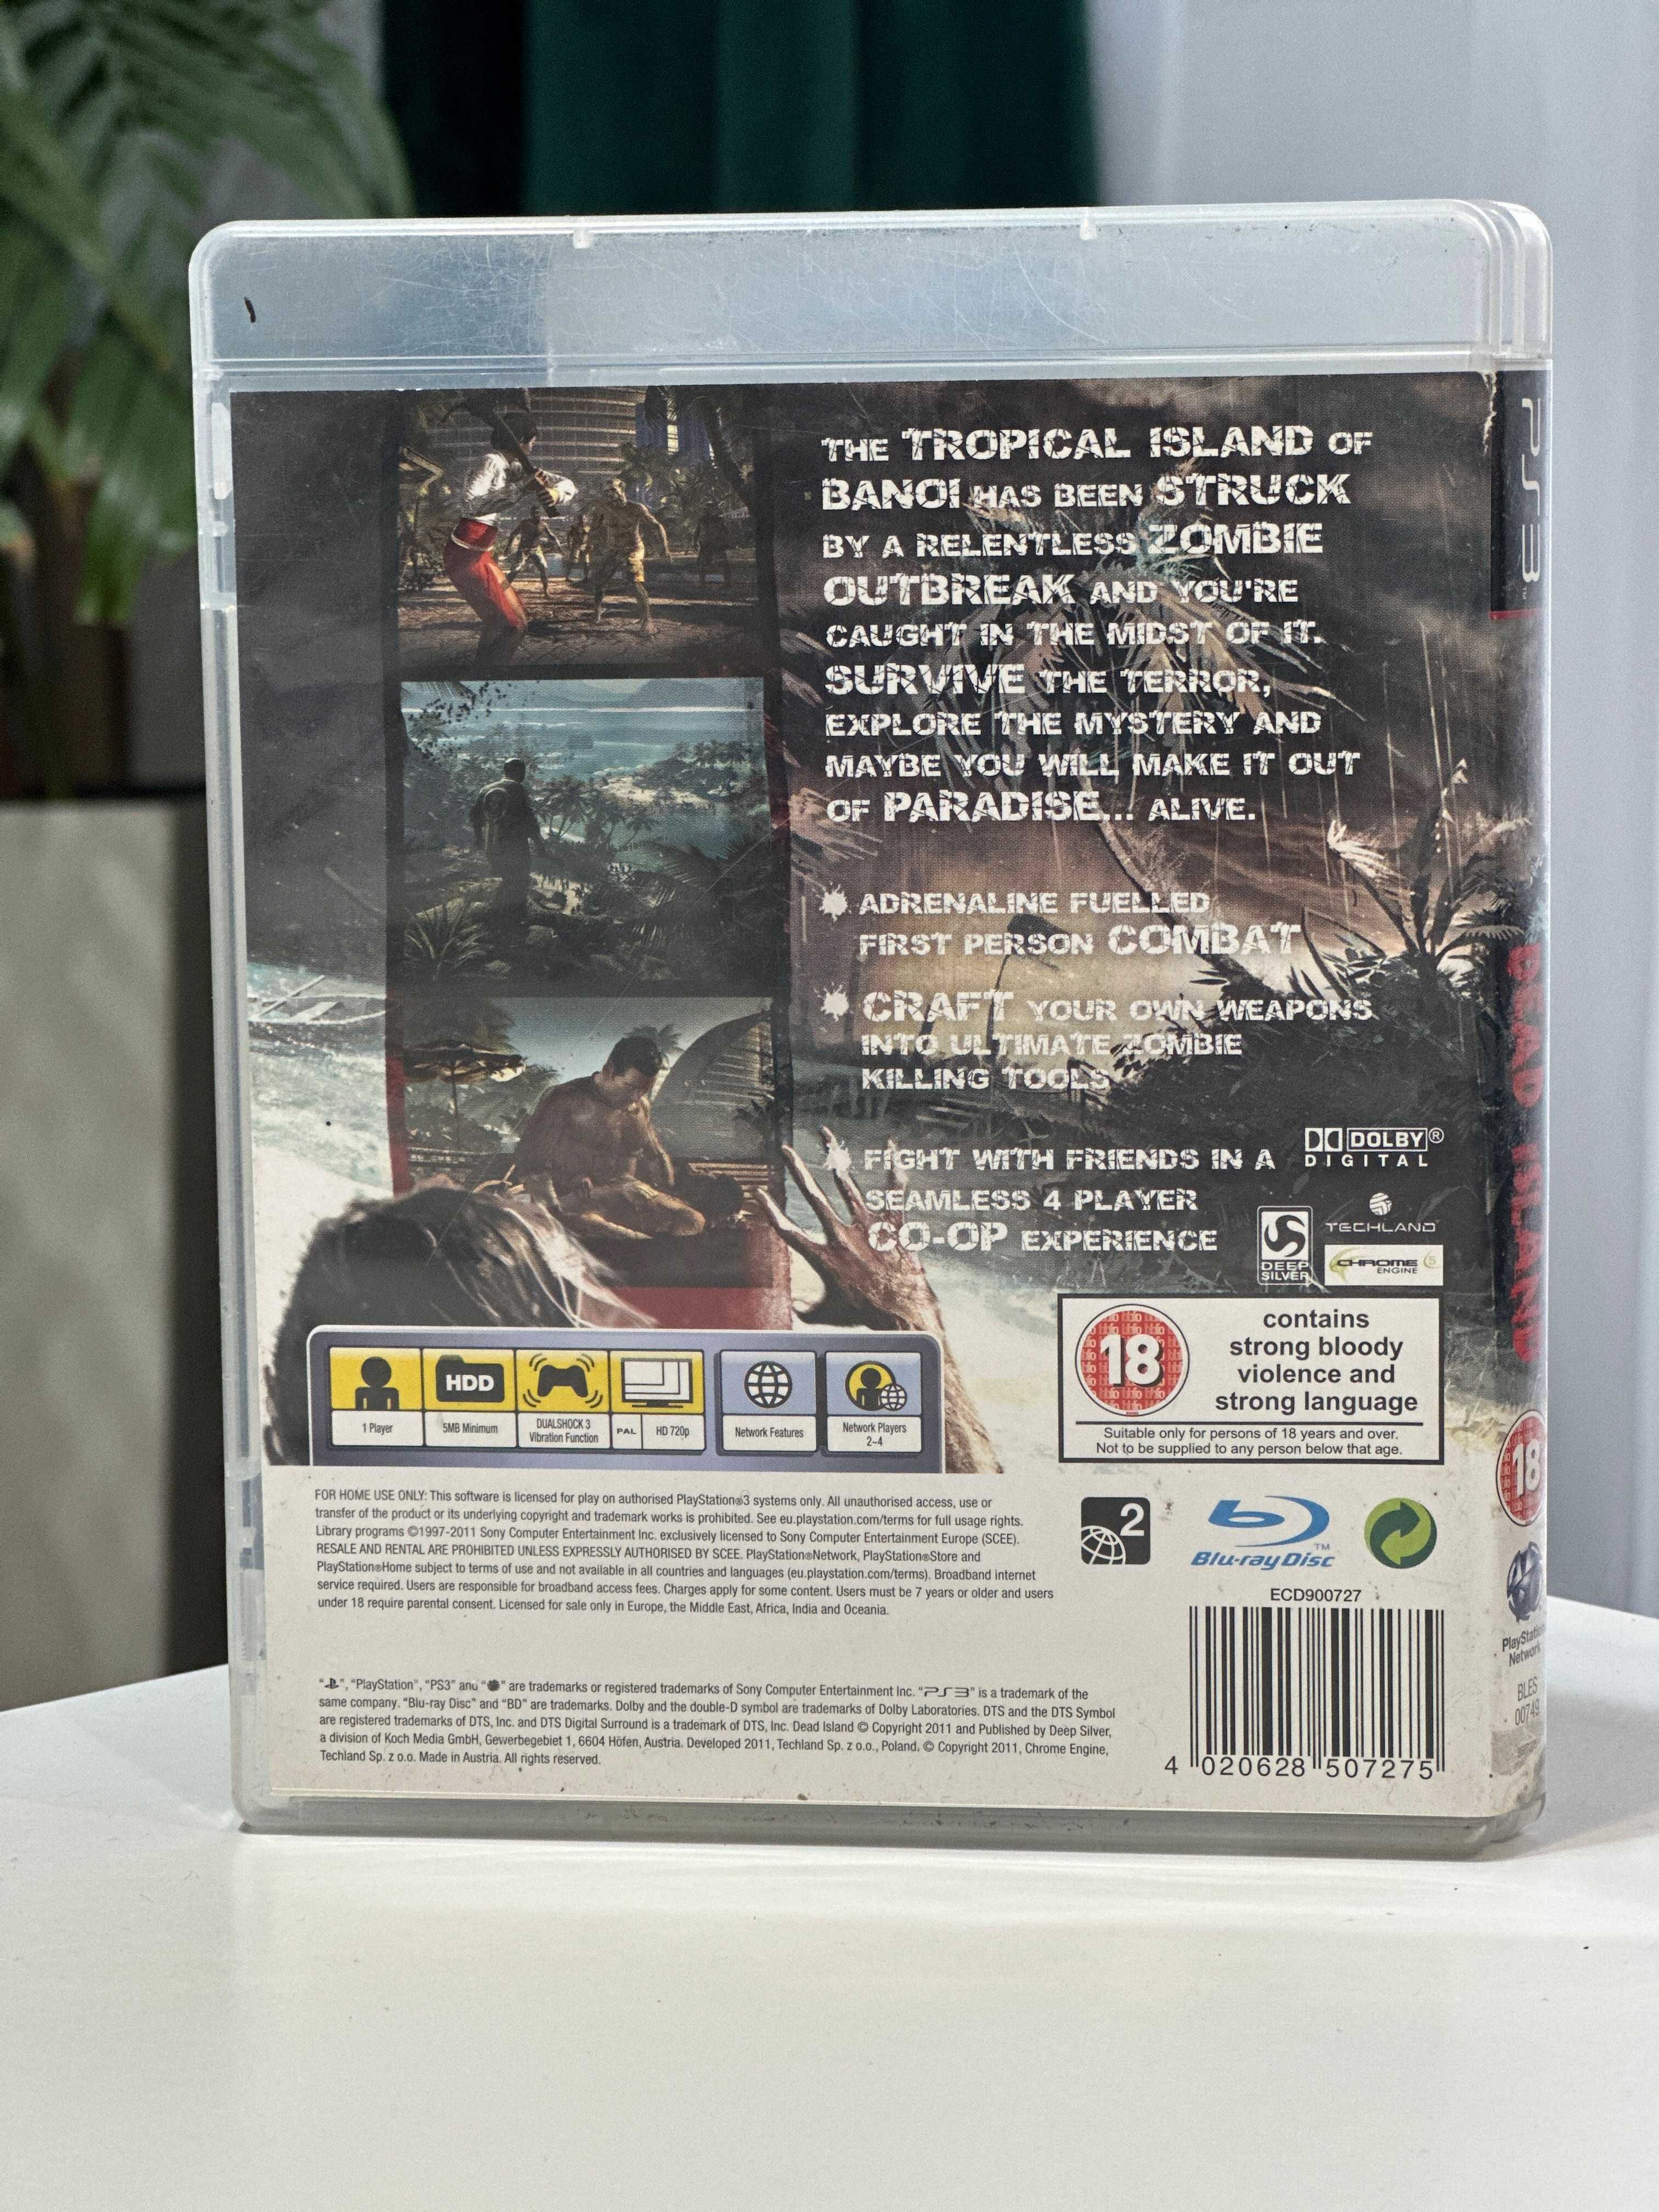 THE TROPICAL ISLAND OF
BANOI HAS BEEN STRUCK
BY A RELENTLESS ZOMBIE
OUTBREAK AND YOU'RE
CAUGHT IN THE MIDST OF IT.
SURVIVE THE TERROR,
EXPLORE THE MYSTERY AND
MAYBE YOU WILL MAKE IT OUT
OF PARADISE... ALIVE.
ADRENALINE FUELLED
FIRST PERSON COMBAT
CRAFT YOUR OWN WEAPONS
INTO ULTIMATE ZOMBIE
KILLING TOOLS
FIGHT WITH FRIENDS IN A
SEAMLESS 4 PLAYER
CO-OP EXPERIENCE
DOLBY®
DIGITAL
DEEP
SILVER
TECHLAND
CHROME 5
ENGINE
18
contains
strong bloody
violence and
strong language
Suitable only for persons of 18 years and over.
Not to be supplied to any person below that age.
HDD
1 Player
5MB Minimum
DUALSHOCK 3
Vibration Function
PAL
HD 720p
Network Features
Network Players
2-4
FOR HOME USE ONLY: This software is licensed for play on authorised PlayStation®3 systems only. All unauthorised access, use or
transfer of the product or its underlying copyright and trademark works is prohibited. See eu.playstation.com/terms for full usage rights.
Library programs ©1997-2011 Sony Computer Entertainment Inc. exclusively licensed to Sony Computer Entertainment Europe (SCEE).
RESALE AND RENTAL ARE PROHIBITED UNLESS EXPRESSLY AUTHORISED BY SCEE. PlayStation®Network, PlayStation®Store and
PlayStation®Home subject to terms of use and not available in all countries and languages (eu.playstation.com/terms). Broadband internet
service required. Users are responsible for broadband access fees. Charges apply for some content. Users must be 7 years or older and users
under 18 require parental consent. Licensed for sale only in Europe, the Middle East, Africa, India and Oceania.
2
Blu-ray Disc™
ECD900727
4 020628 507275
"", "PlayStation", "PS3" and "" are trademarks or registered trademarks of Sony Computer Entertainment Inc. "PS3" is a trademark of the
same company. "Blu-ray Disc" and "BD" are trademarks. Dolby and the double-D symbol are trademarks of Dolby Laboratories. DTS and the DTS Symbol
are registered trademarks of DTS, Inc. and DTS Digital Surround is a trademark of DTS, Inc. Dead Island © Copyright 2011 and Published by Deep Silver,
a division of Koch Media GmbH, Gewerbegebiet 1, 6604 Höfen, Austria. Developed 2011, Techland Sp. z o.o., Poland. © Copyright 2011, Chrome Engine,
Techland Sp. z o.o. Made in Austria. All rights reserved.
PS3™
DEAD ISLAND
18
PlayStation
Network
BLES
00749